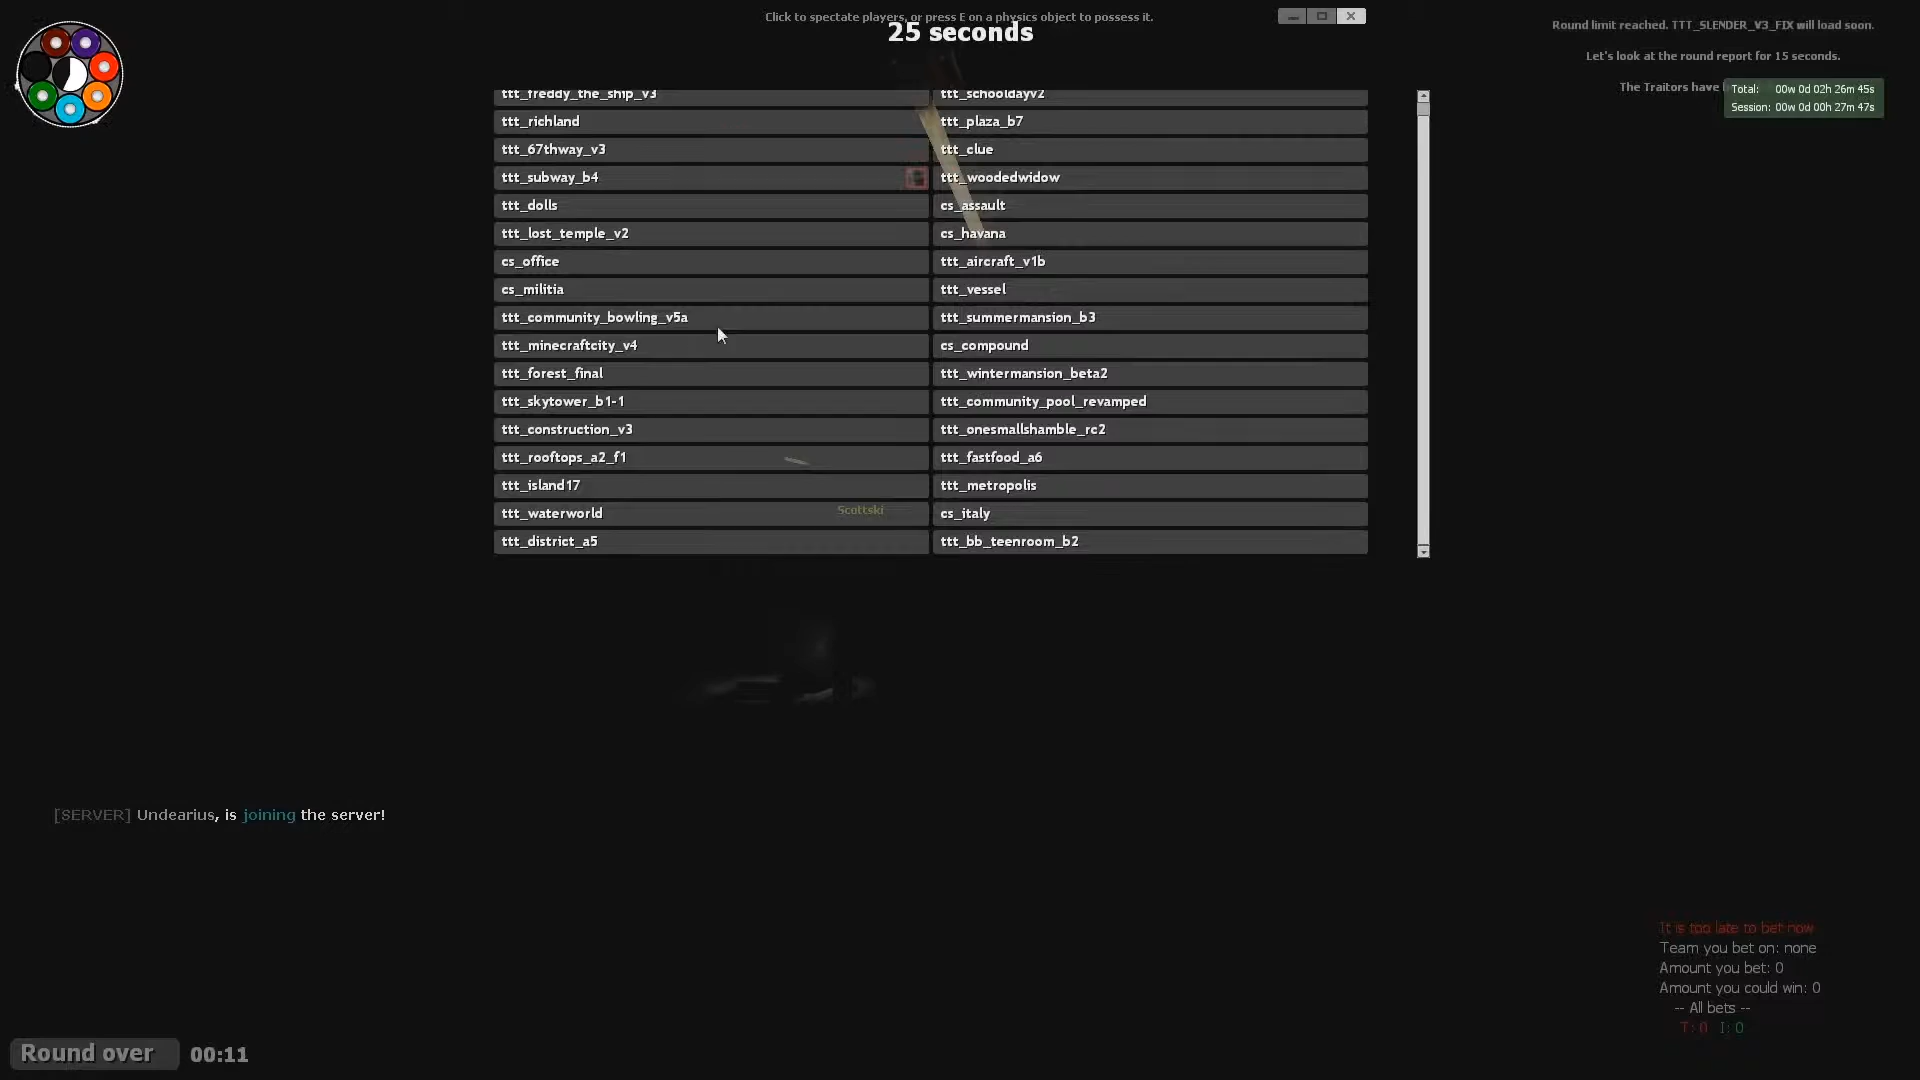 Click to spectate players, or press E on a physics object to possess it.
25 seconds
Round limit reached. TTT_SLENDER_V3_FIX will load soon.
Let's look at the round report for 15 seconds.
The Traitors have
Total: 00w 0d 02h 26m 45s
Session: 00w 0d 00h 27m 47s
ttt_freddy_the_ship_v3
ttt_schooldayv2
ttt_richland
ttt_plaza_b7
ttt_67thway_v3
ttt_clue
ttt_subway_b4
ttt_woodedwidow
ttt_dolls
cs_assault
ttt_lost_temple_v2
cs_havana
cs_office
ttt_aircraft_v1b
cs_militia
ttt_vessel
ttt_community_bowling_v5a
ttt_summermansion_b3
ttt_minecraftcity_v4
cs_compound
ttt_forest_final
ttt_wintermansion_beta2
ttt_skytower_b1-1
ttt_community_pool_revamped
ttt_construction_v3
ttt_onesmallshamble_rc2
ttt_rooftops_a2_f1
ttt_fastfood_a6
ttt_island17
ttt_metropolis
ttt_waterworld
cs_italy
Scottski
ttt_district_a5
ttt_bb_teenroom_b2
[SERVER] Undearius, is joining the server!
It is too late to bet now
Team you bet on: none
Amount you bet: 0
Amount you could win: 0
-- All bets --
T: 0 I: 0
Round over 00:11